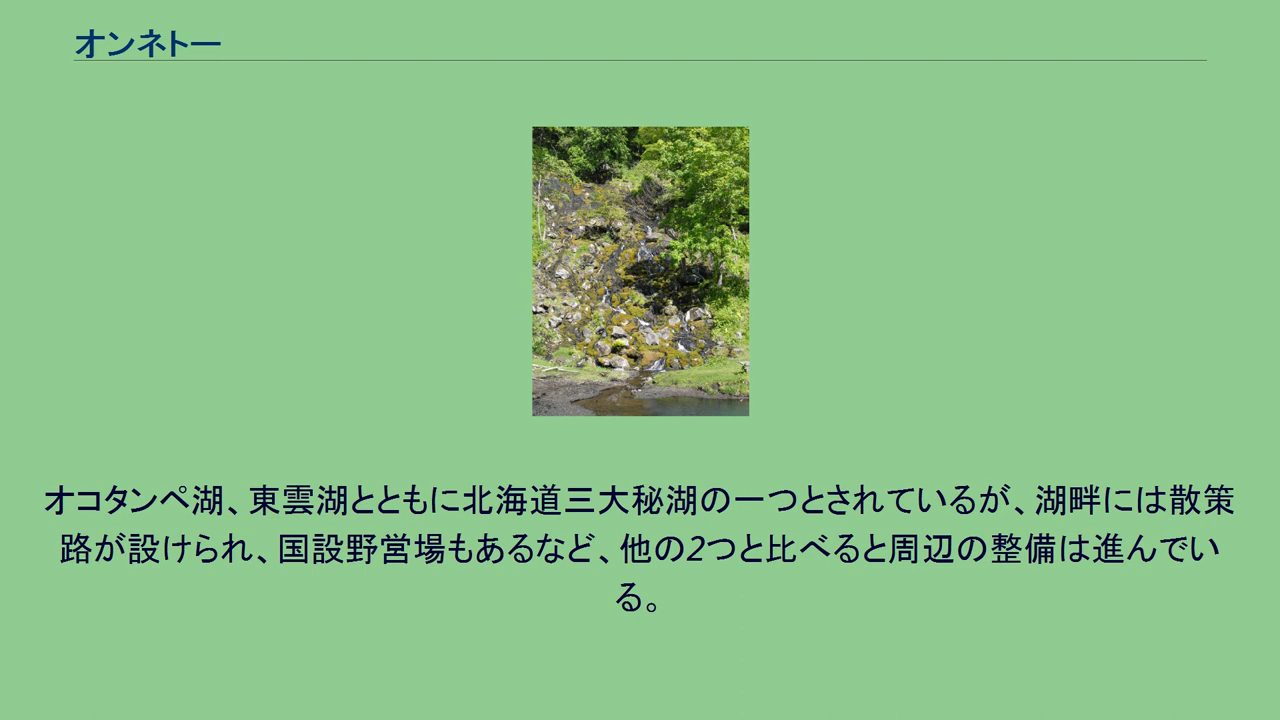 オンネトー
オコタンペ湖、東雲湖とともに北海道三大秘湖の一つとされているが、湖畔には散策
路が設けられ、国設野営場もあるなど、他の2つと比べると周辺の整備は進んでい
る。